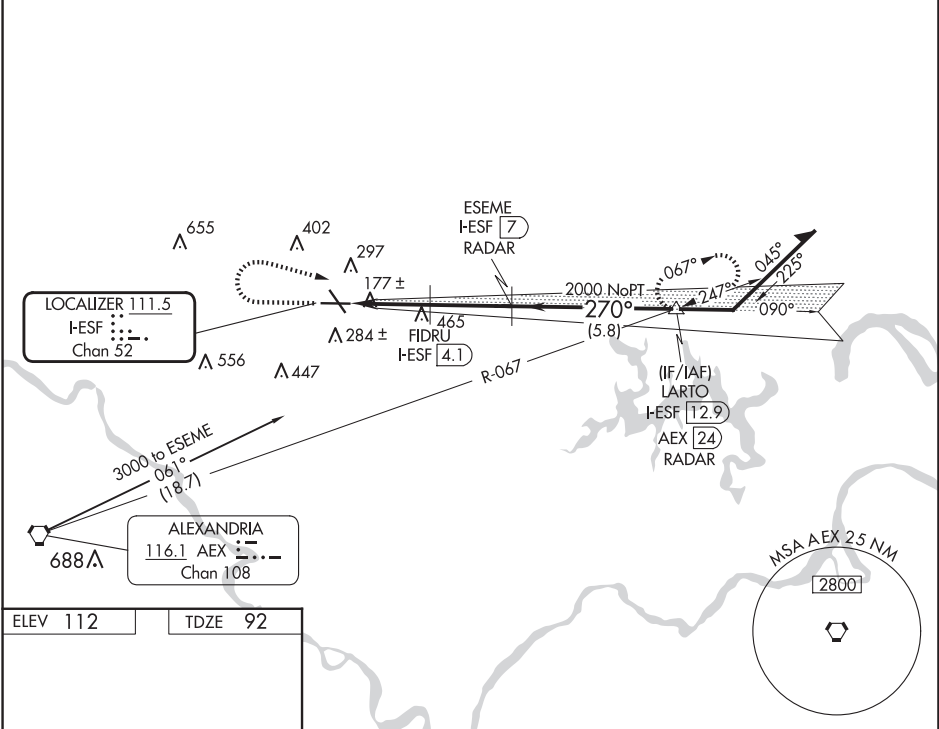 655
402
297
177 ±
284 ±
465
556
447
ESEME
I-ESF 7
RADAR
LOCALIZER 111.5
I-ESF
Chan 52
FIDRU
I-ESF 4.1
2000 NoPT
270°
(5.8)
067°
247°
045°
225°
090°
(IF/IAF)
LARTO
I-ESF 12.9
AEX 24
RADAR
R-067
3000 to ESEME
061°
(18.7)
ALEXANDRIA
116.1 AEX
Chan 108
688
MSA AEX 25 NM
2800
ELEV 112
TDZE 92